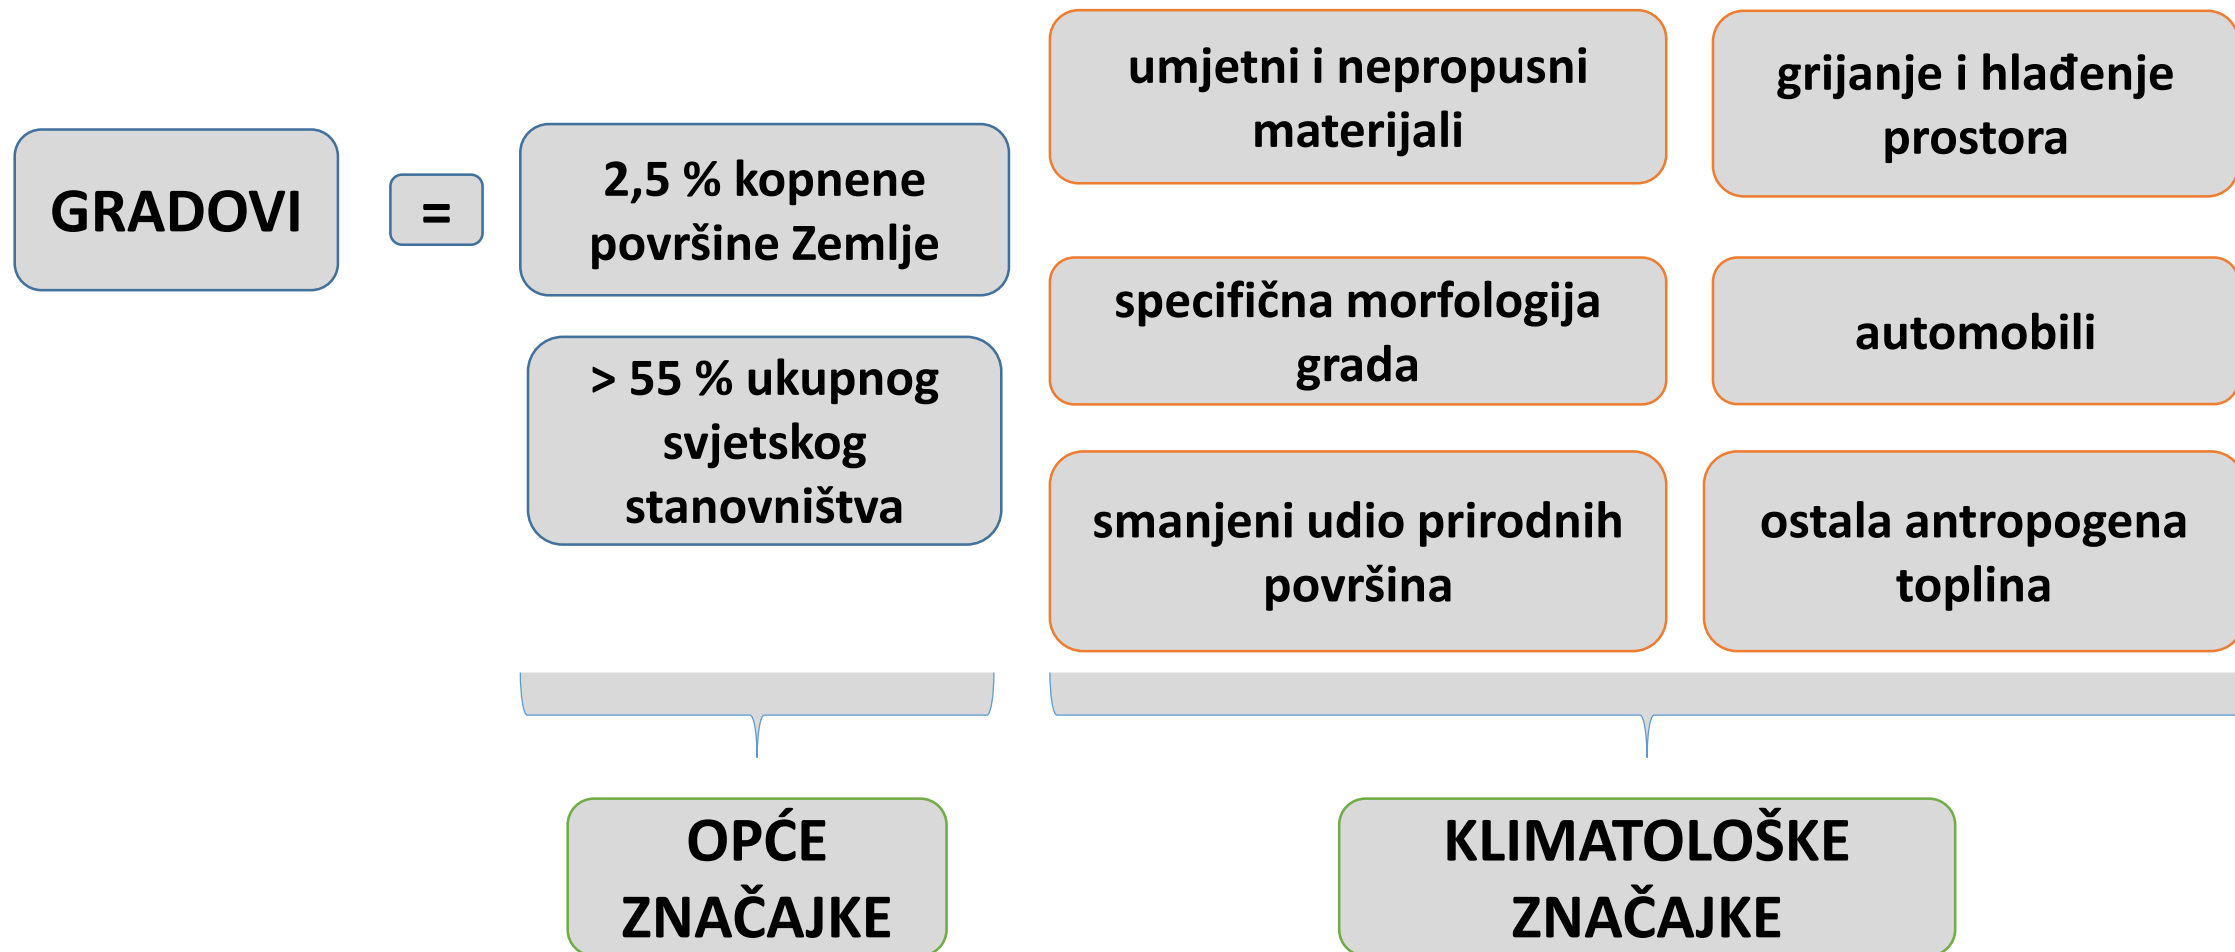 GRADOVI
=
2,5 % kopnene
površine Zemlje
> 55 % ukupnog
svjetskog
stanovništva
umjetni i nepropusni
materijali
grijanje i hlađenje
prostora
specifična morfologija
grada
automobili
smanjeni udio prirodnih
površina
ostala antropogena
toplina
OPĆE
ZNAČAJKE
KLIMATOLOŠKE
ZNAČAJKE